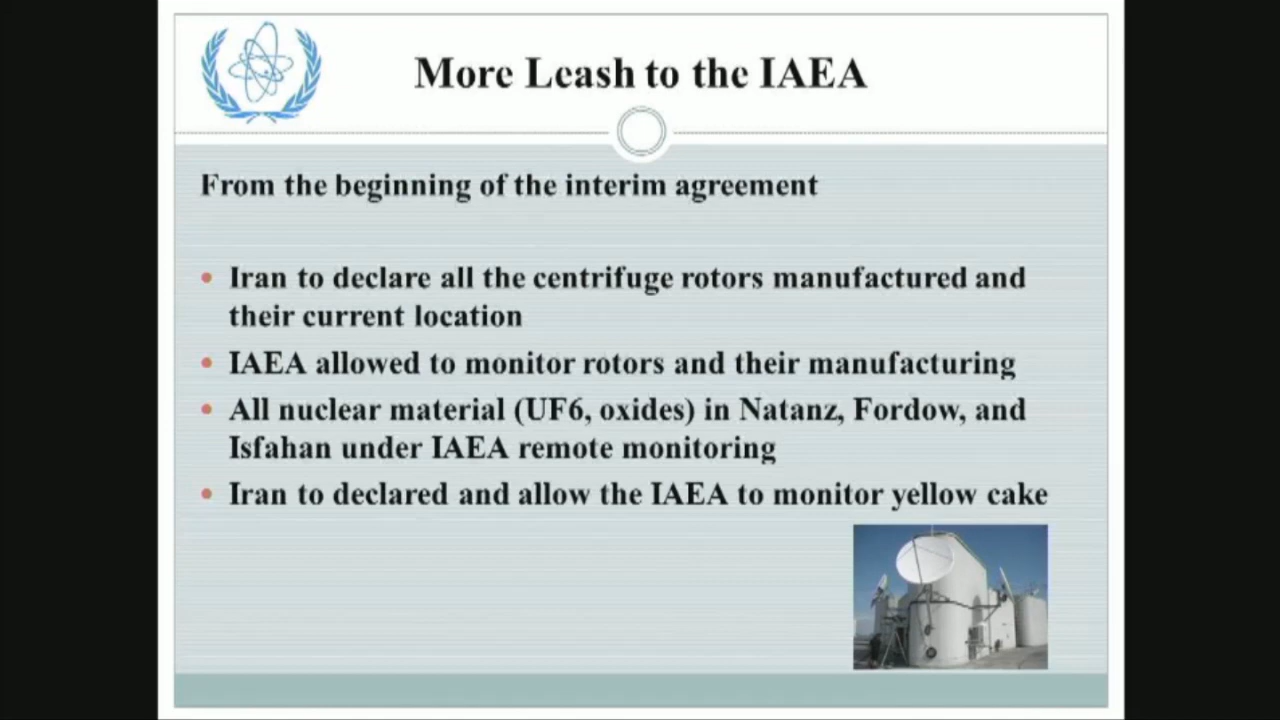 More Leash to the IAEA
From the beginning of the interim agreement
• Iran to declare all the centrifuge rotors manufactured and
their current location
• IAEA allowed to monitor rotors and their manufacturing
• All nuclear material (UF6, oxides) in Natanz, Fordow, and
Isfahan under IAEA remote monitoring
• Iran to declared and allow the IAEA to monitor yellow cake